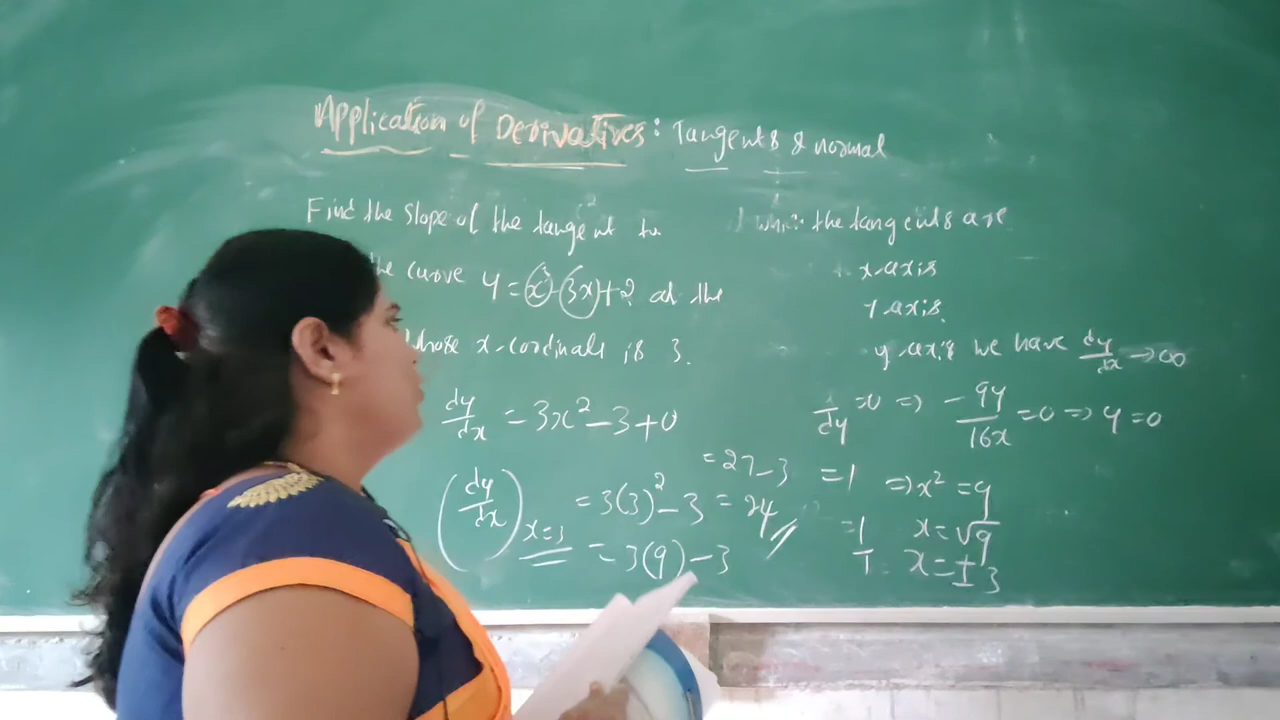 Application of Derivatives: Tangents & normal
Find the slope of the tangent to
the curve y = x³ - 3x + 2 at the
whose x-cordinals is 3.
dy/dx = 3x² - 3 + 0
(dy/dx)x=3 = 3(3)² - 3 = 24
= 27 - 3
= 3(9) - 3
the tangents are
x-axis
y axis.
y-axis we have dy/dx → ∞
/dy = 0 ⇒ -9y/16x = 0 ⇒ y = 0
= 1 ⇒ x² = 9
= 1 x = √9
x = ± 3